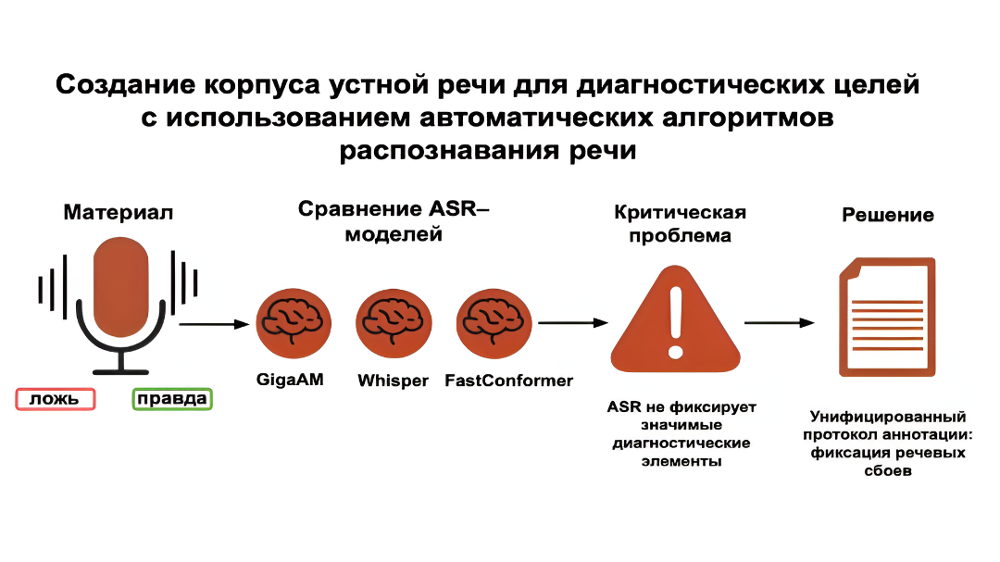 Создание корпуса устной речи для диагностических целей
с использованием автоматических алгоритмов
распознавания речи
Материал
ложь
правда
Сравнение ASR–
моделей
GigaAM
Whisper
FastConformer
Критическая
проблема
ASR не фиксирует
значимые
диагностические
элементы
Решение
Унифицированный
протокол аннотации:
фиксация речевых
сбоев